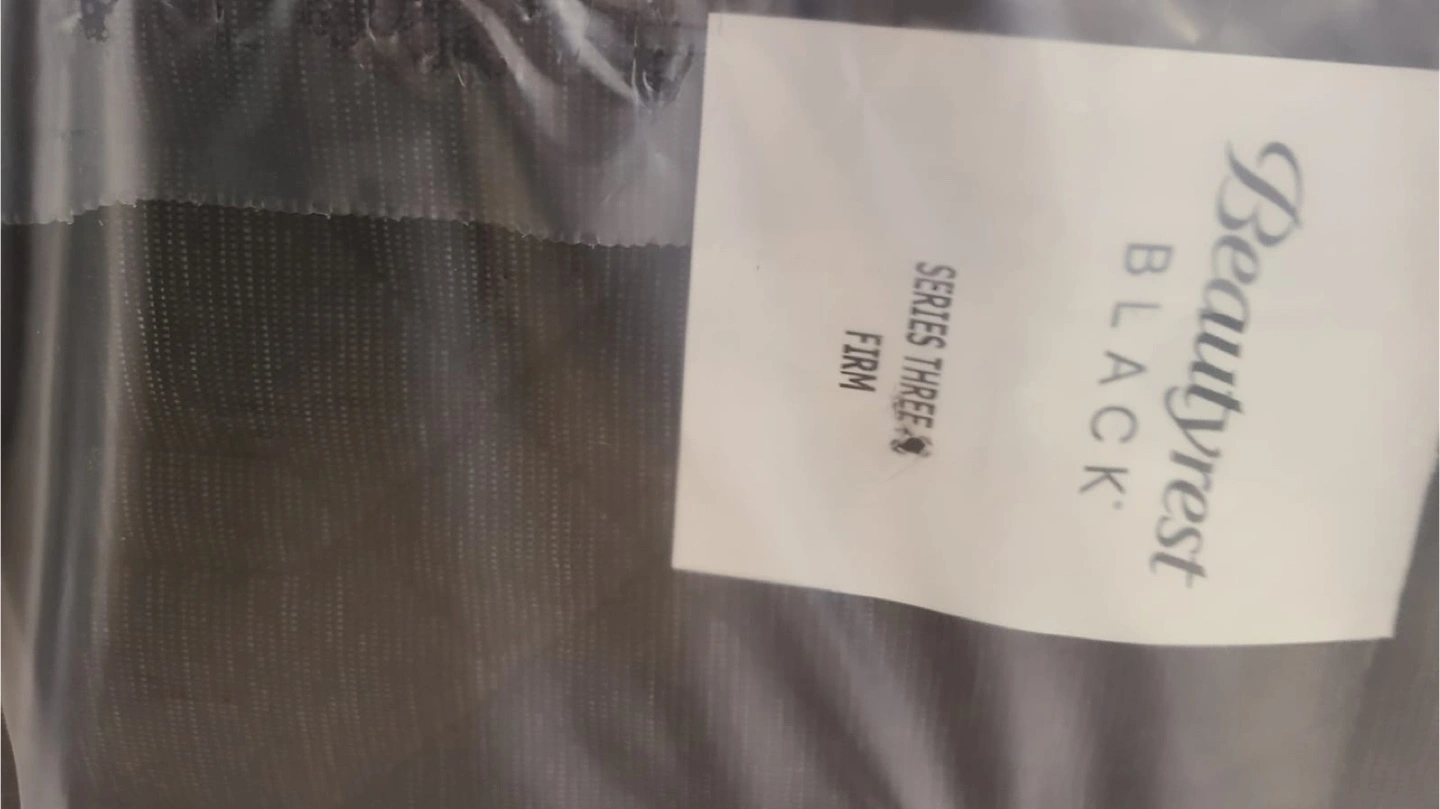 Beautyrest
BLACK
SERIES THREE
FIRM